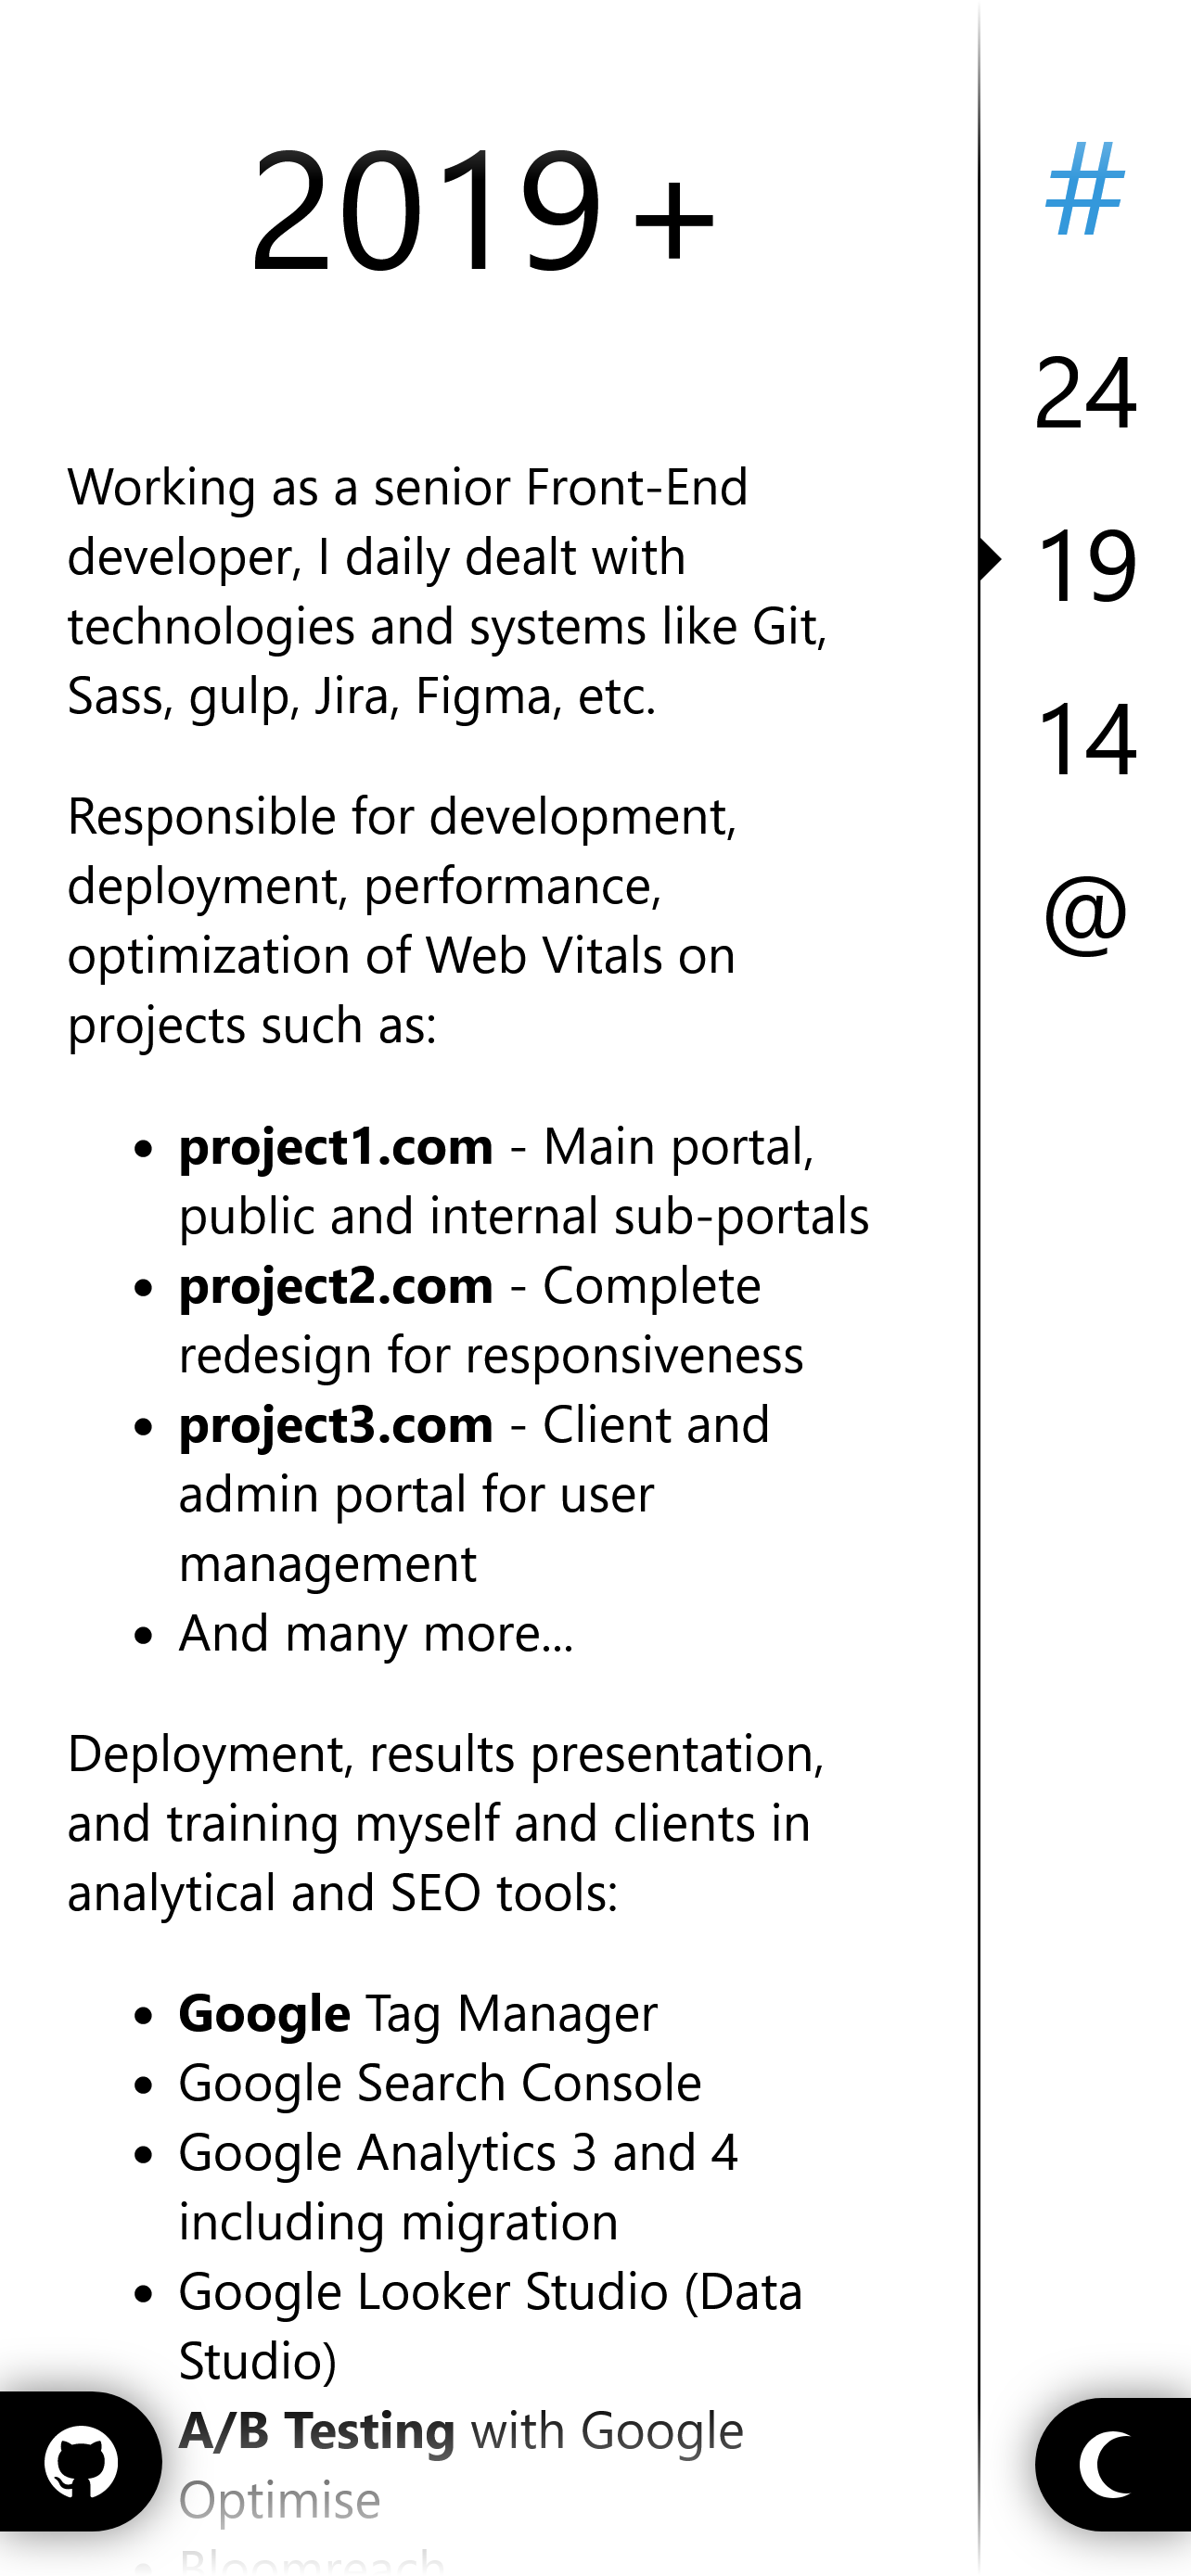 2019+
Working as a senior Front-End
developer, I daily dealt with
technologies and systems like Git,
Sass, gulp, Jira, Figma, etc.
Responsible for development,
deployment, performance,
optimization of Web Vitals on
projects such as:
• project1.com - Main portal,
public and internal sub-portals
• project2.com - Complete
redesign for responsiveness
• project3.com - Client and
admin portal for user
management
• And many more...
Deployment, results presentation,
and training myself and clients in
analytical and SEO tools:
• Google Tag Manager
• Google Search Console
• Google Analytics 3 and 4
including migration
• Google Looker Studio (Data
Studio)
A/B Testing with Google
Optimise
• Bloomreach
#
24
19
14
@